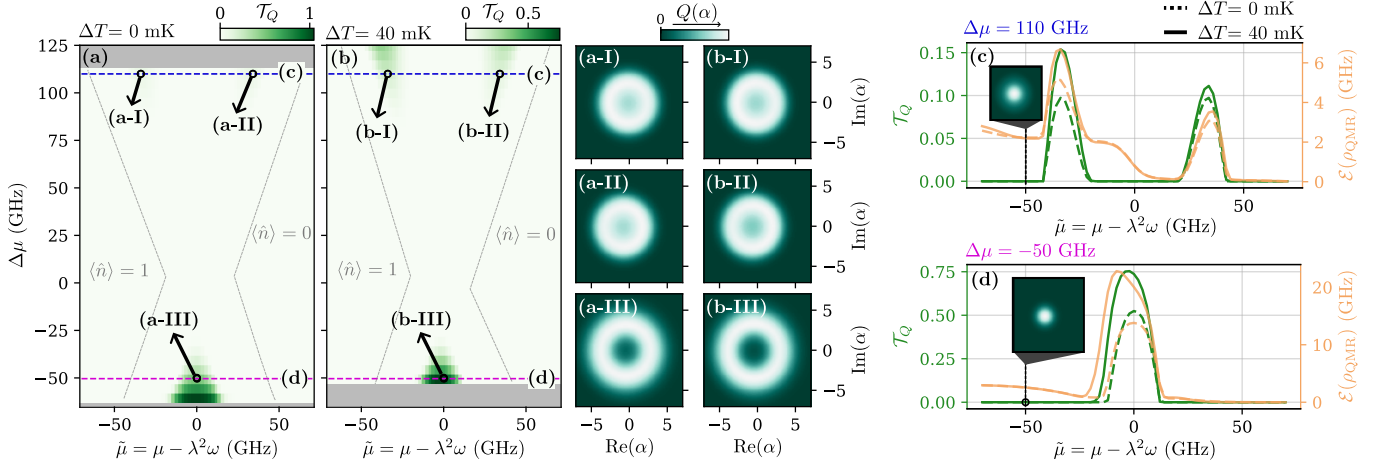 ΔT = 0 mK
0 𝒯_Q 1
ΔT = 40 mK
0 𝒯_Q 0.5
0 Q(α)
Δμ = 110 GHz
ΔT = 0 mK
ΔT = 40 mK
(a)
(b)
(c)
(c)
(a-I)
(a-II)
(b-I)
(b-II)
⟨n̂⟩ = 0
⟨n̂⟩ = 1
⟨n̂⟩ = 0
⟨n̂⟩ = 1
(a-III)
(b-III)
(d)
(d)
125
100
75
50
25
0
−25
−50
Δμ (GHz)
−50 0 50
μ̃ = μ − λ²ω (GHz)
−50 0 50
μ̃ = μ − λ²ω (GHz)
(a-I)
(b-I)
5
0
−5
Im(α)
(a-II)
(b-II)
5
0
−5
Im(α)
(a-III)
(b-III)
5
0
−5
Im(α)
−5 0 5
Re(α)
−5 0 5
Re(α)
(c)
0.15
0.10
0.05
0.00
𝒯_Q
6
4
2
0
ℰ(ρ_QMR) (GHz)
−50 0 50
μ̃ = μ − λ²ω (GHz)
Δμ = −50 GHz
(d)
0.75
0.50
0.25
0.00
𝒯_Q
20
10
0
ℰ(ρ_QMR) (GHz)
−50 0 50
μ̃ = μ − λ²ω (GHz)